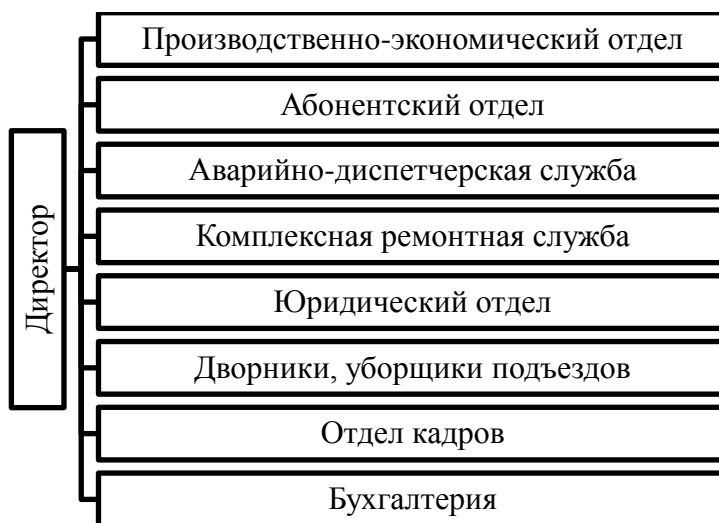 Производственно-экономический отдел
Абонентский отдел
Аварийно-диспетчерская служба
Комплексная ремонтная служба
Юридический отдел
Дворники, уборщики подъездов
Отдел кадров
Бухгалтерия
Директор